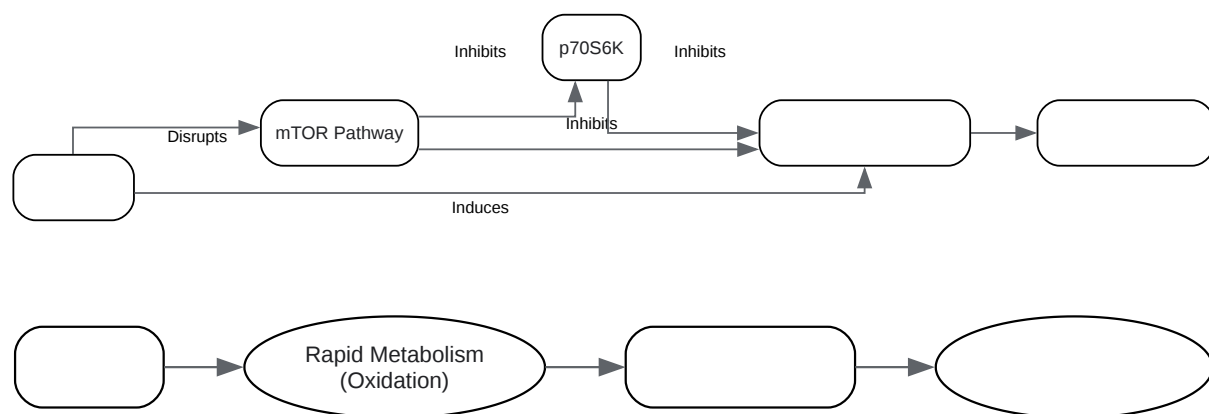 p70S6K
Inhibits
Inhibits
mTOR Pathway
Inhibits
Disrupts
Induces
Rapid Metabolism
(Oxidation)